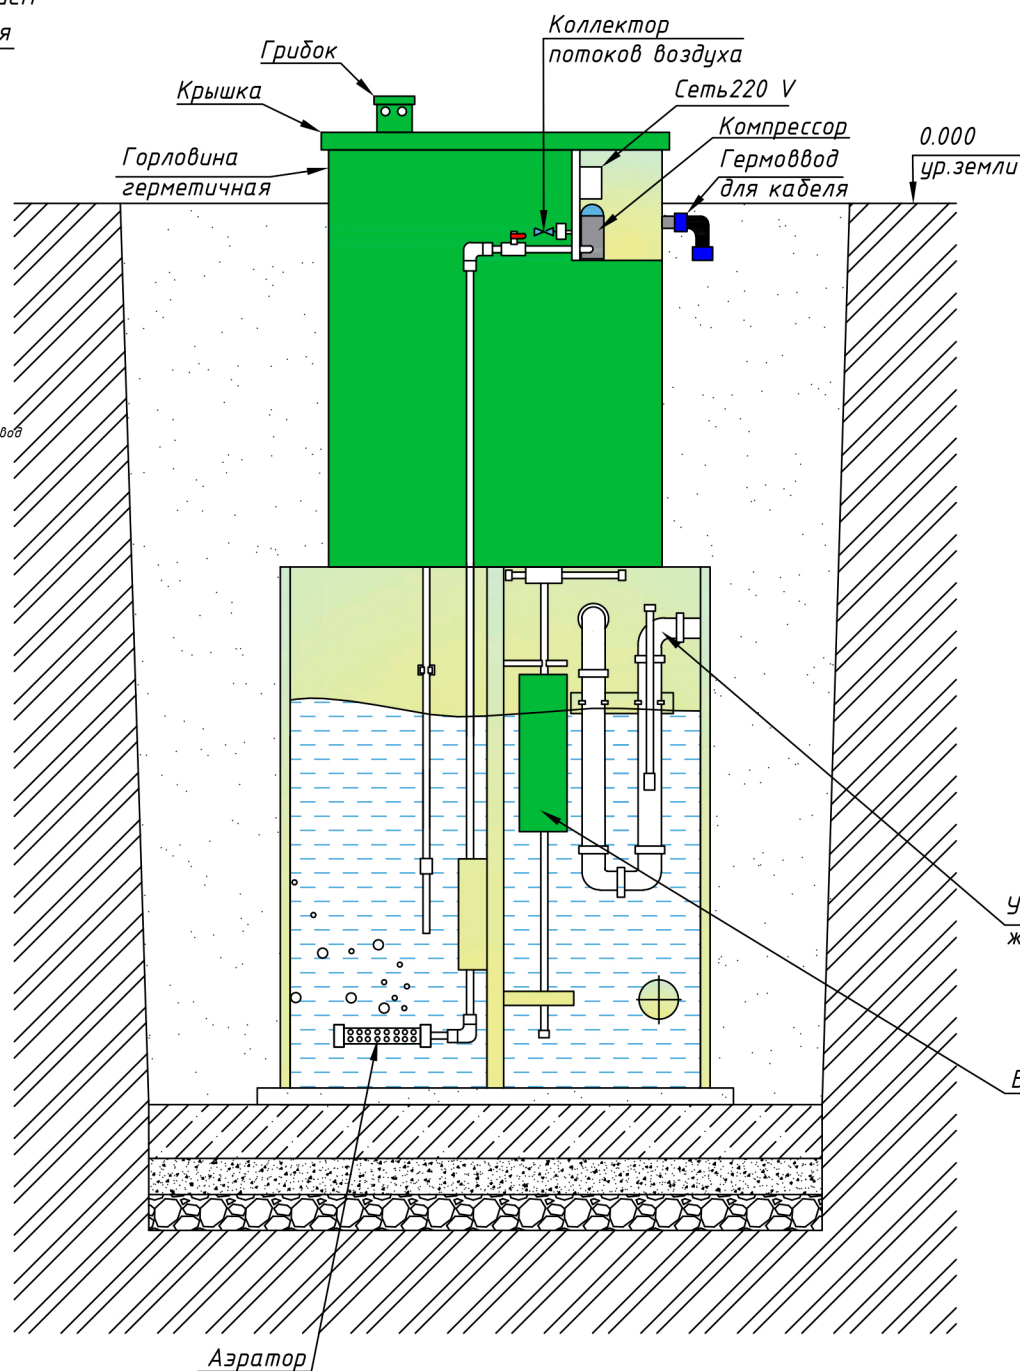 я
Грибок
Коллектор
потоков воздуха
Крышка
Сеть220 V
Компрессор
0.000
ур.земли
Горловина
герметичная
Гермоввод
для кабеля
Аэратор